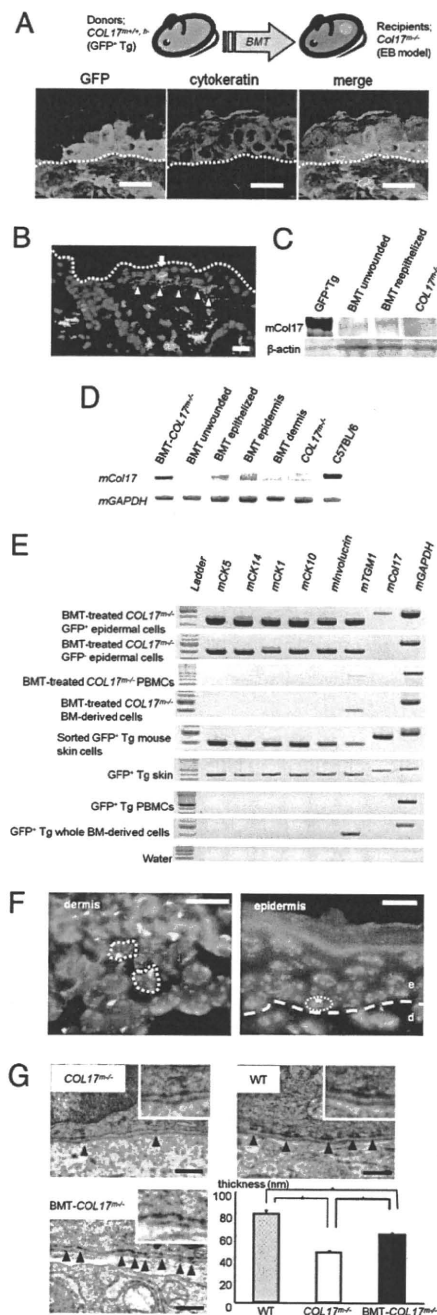 A
Donors;
COL17m+/+, h-
(GFP+ Tg)
BMT
Recipients;
Col17m-/-
(EB model)
GFP
cytokeratin
merge
B
C
GFP+Tg
BMT unwounded
BMT reepithelized
COL17m-/-
mCol17
β-actin
D
BMT-COL17m-/-
BMT unwounded
BMT epithelized
BMT epidermis
BMT dermis
COL17m-/-
C57BL/6
mCol17
mGAPDH
E
Ladder
mCK5
mCK14
mCK1
mCK10
mInvolucrin
mTGM1
mCol17
mGAPDH
BMT-treated COL17m-/-
GFP+ epidermal cells
BMT-treated COL17m-/-
GFP- epidermal cells
BMT-treated COL17m-/- PBMCs
BMT-treated COL17m-/-
BM-derived cells
Sorted GFP+ Tg mouse
skin cells
GFP+ Tg skin
GFP+ Tg PBMCs
GFP+ Tg whole BM-derived cells
Water
F
dermis
epidermis
e
d
G
COL17m-/-
WT
BMT-COL17m-/-
thickness(nm)
100
80
60
40
20
0
WT
COL17m-/-
BMT-COL17m-/-